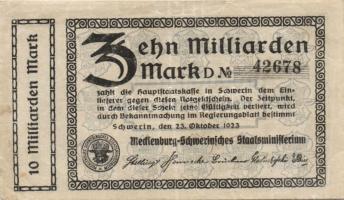 10 Milliarden Mark
Zehn Milliarden
Mark D № 42678
zahlt die Hauptstaatskasse in Schwerin dem Ein-
lieferer gegen diesen Notgeldschein. Der Zeitpunkt,
in dem dieser Schein seine Gültigkeit verliert, wird
durch Bekanntmachung im Regierungsblatt bestimmt
Schwerin, den 23. Oktober 1923
Mecklenburg-Schwerinsches Staatsministerium